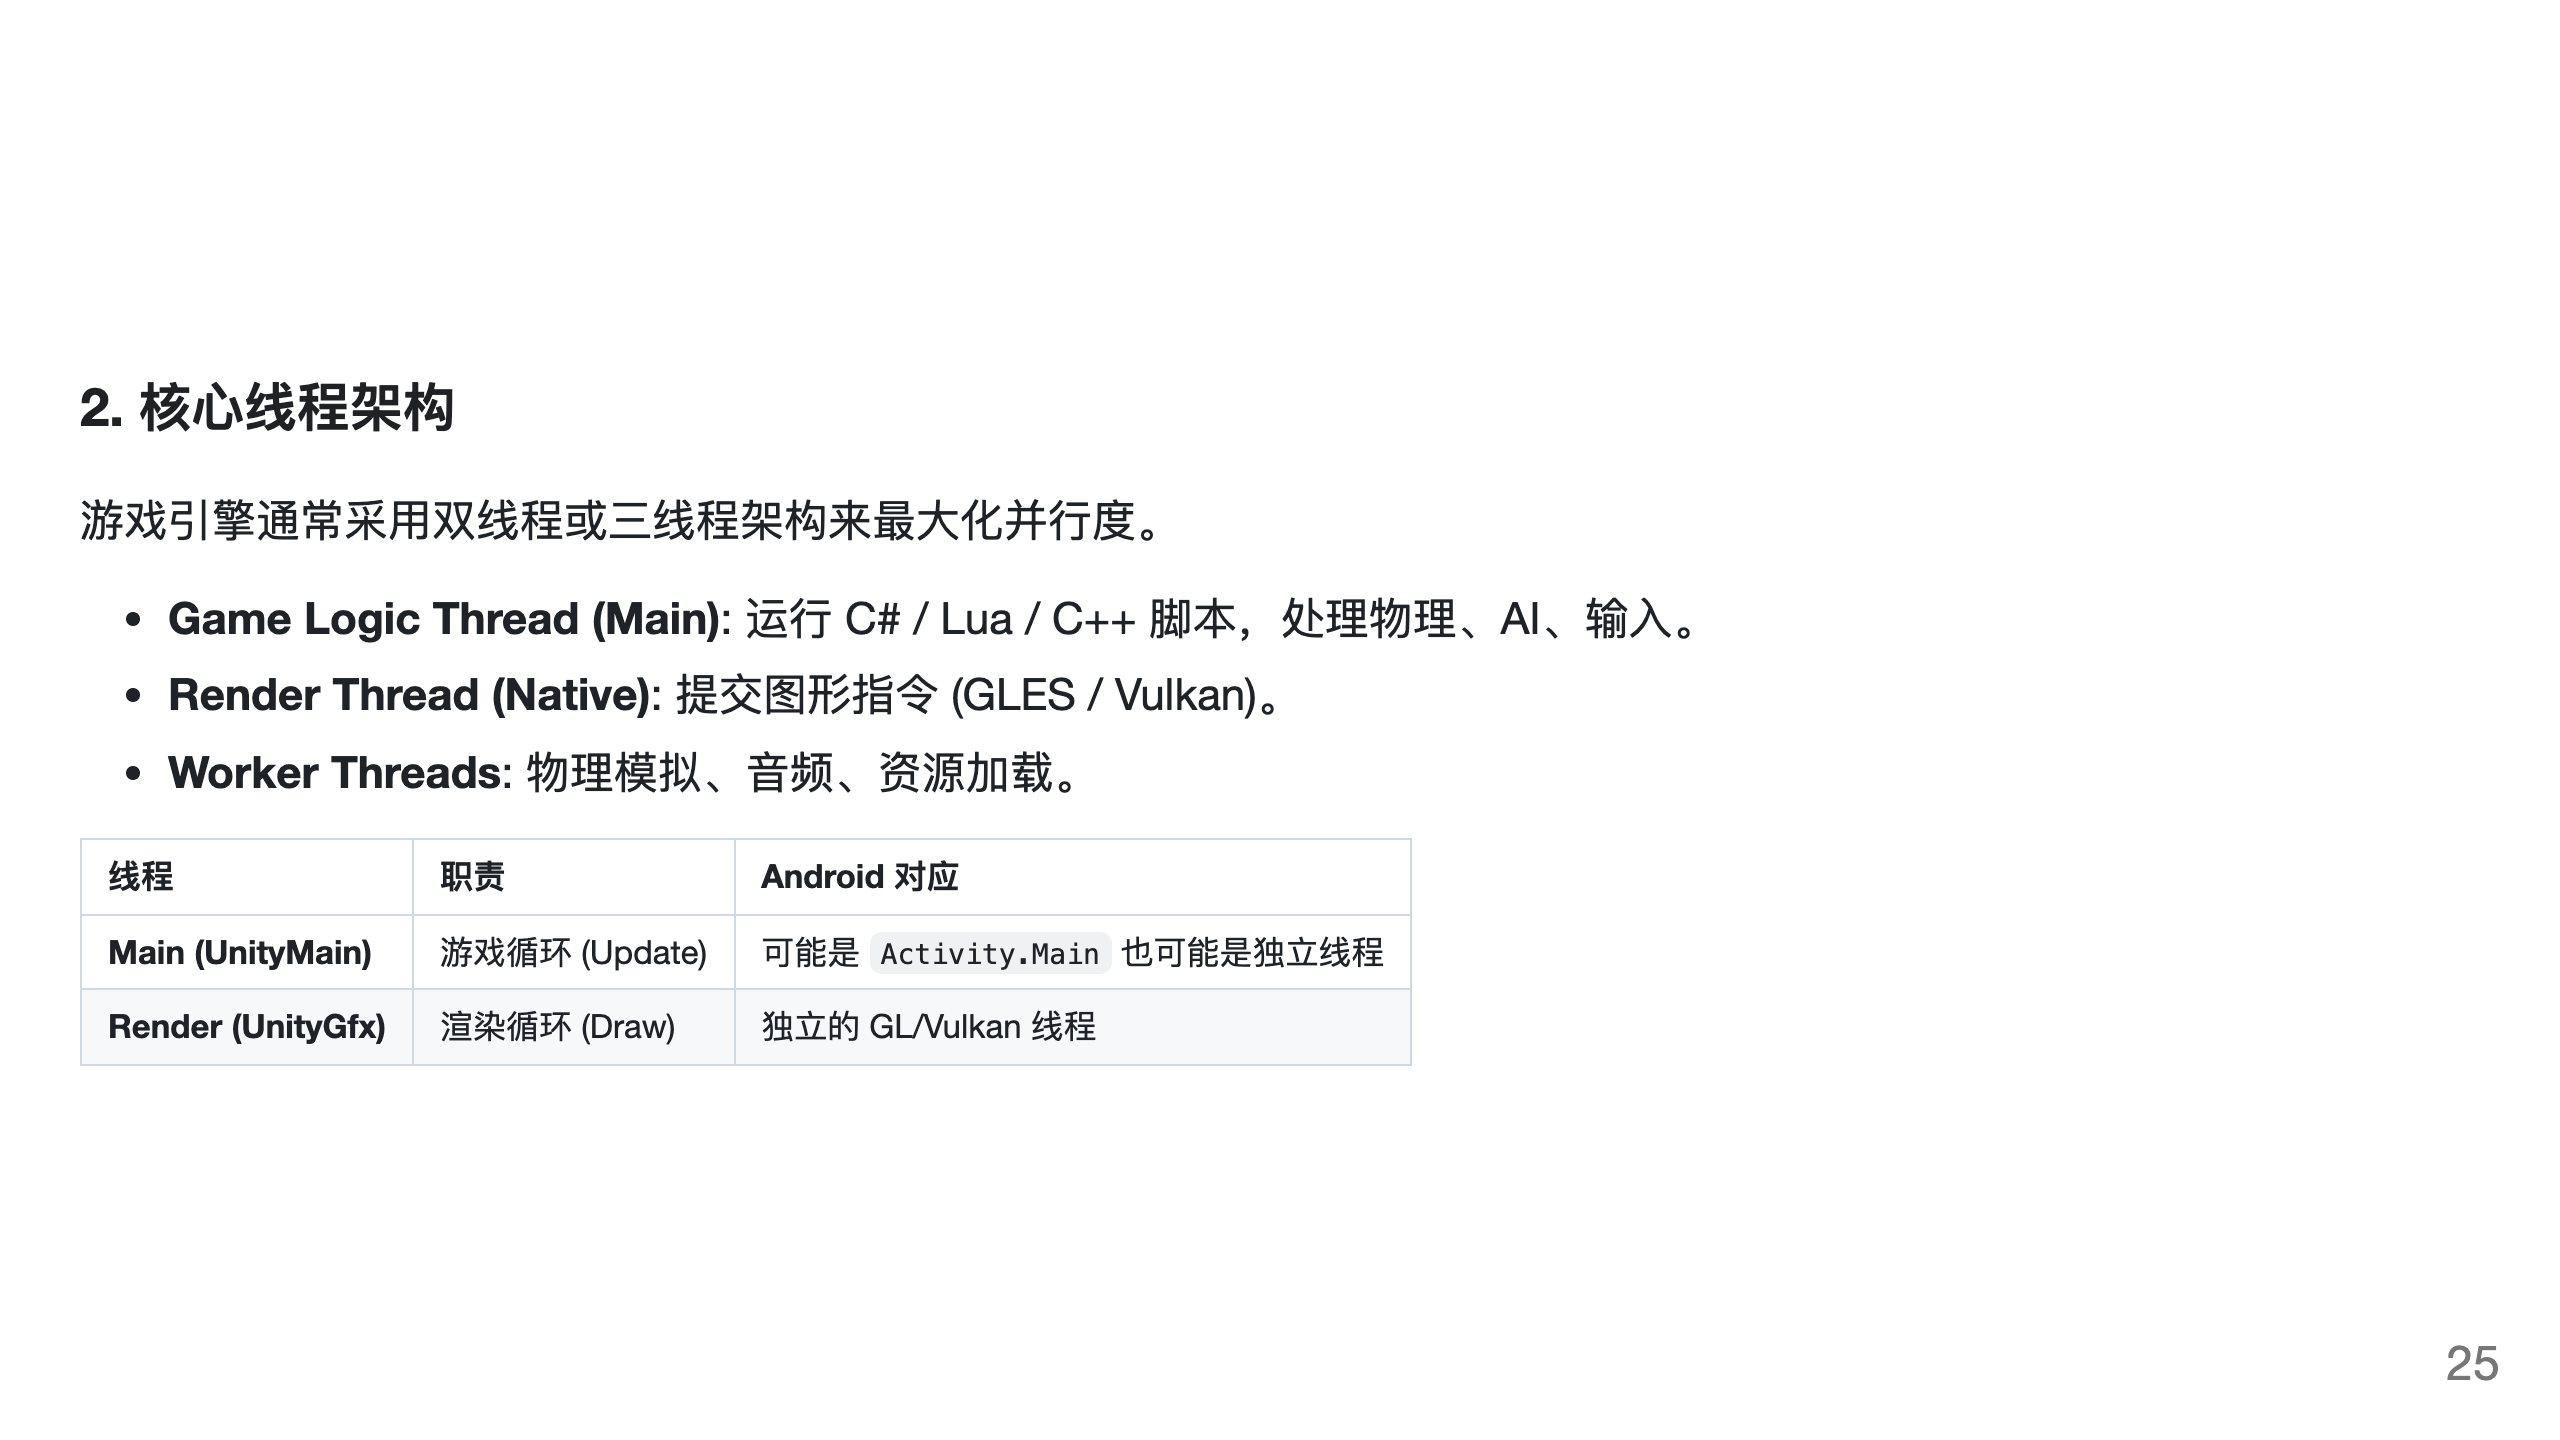 2. 核心线程架构
游戏引擎通常采用双线程或三线程架构来最大化并行度。
• Game Logic Thread (Main): 运行 C# / Lua / C++ 脚本，处理物理、AI、输入。
• Render Thread (Native): 提交图形指令 (GLES / Vulkan)。
• Worker Threads: 物理模拟、音频、资源加载。
线程 职责 Android 对应
Main (UnityMain) 游戏循环 (Update) 可能是 Activity.Main 也可能是独立线程
Render (UnityGfx) 渲染循环 (Draw) 独立的 GL/Vulkan 线程
25